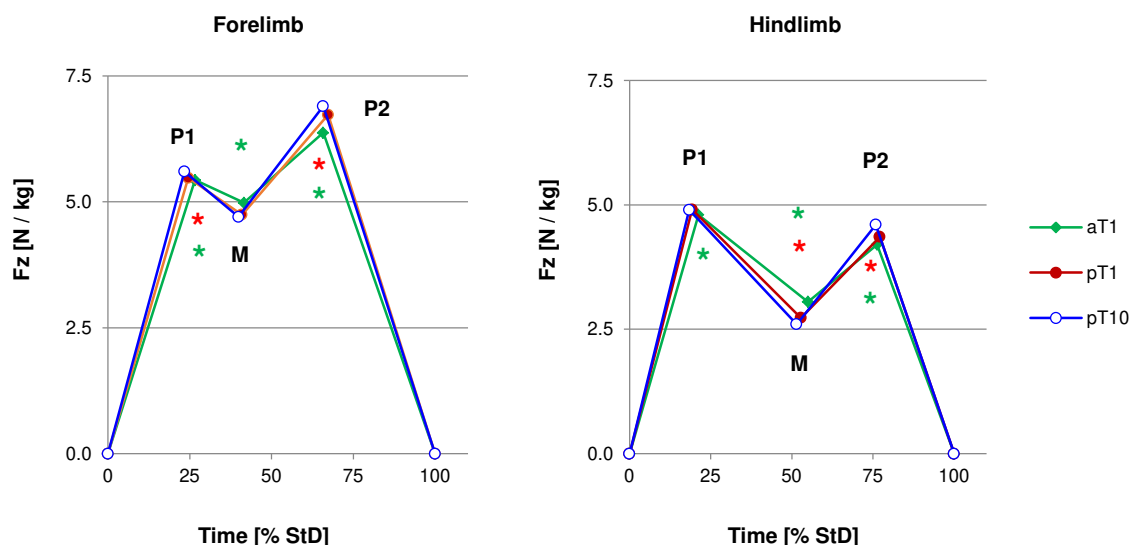 Forelimb
7.5
5.0
2.5
0.0
Fz [N / kg]
P1
M
P2
*
*
*
*
*
0
25
50
75
100
Time [% StD]
Hindlimb
7.5
5.0
2.5
0.0
Fz [N / kg]
P1
M
P2
*
*
*
*
*
0
25
50
75
100
Time [% StD]
aT1
pT1
pT10